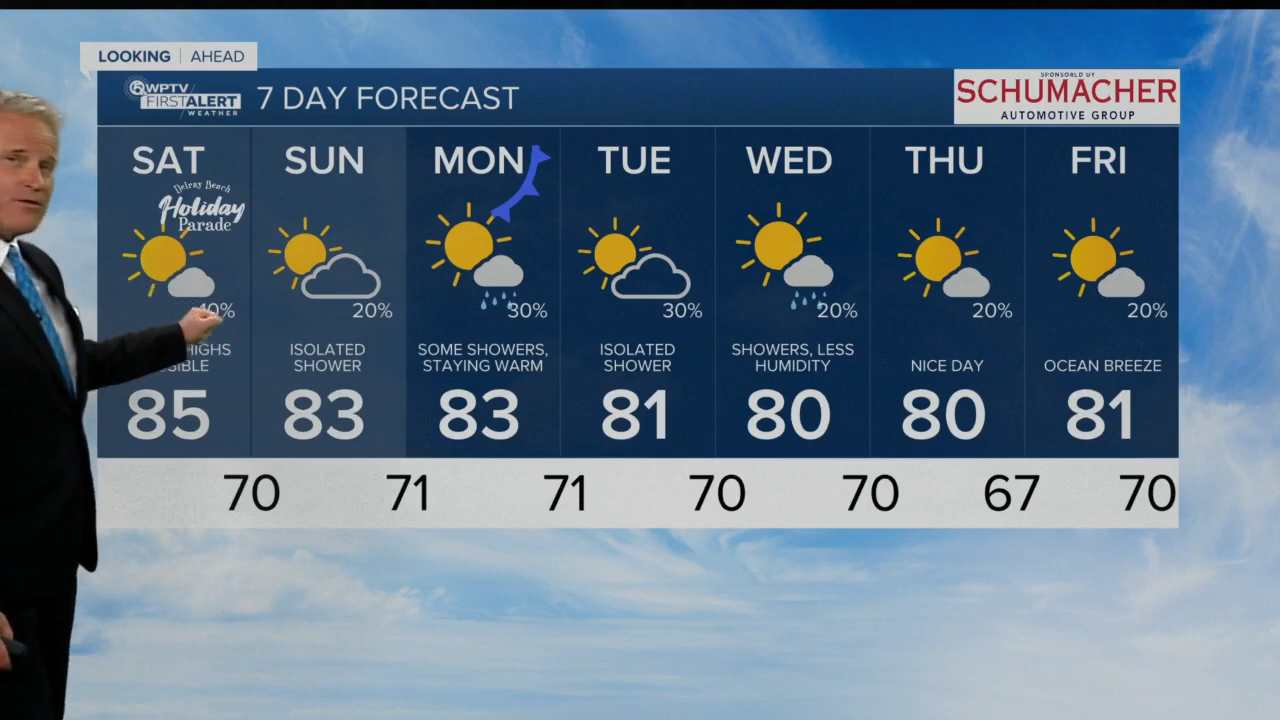 LOOKING | AHEAD
6 WPTV
FIRST ALERT
WEATHER
7 DAY FORECAST
SPONSORED BY
SCHUMACHER
AUTOMOTIVE GROUP
SAT
SUN
MON
TUE
WED
THU
FRI
Delray Beach
Holiday
Parade
20%
30%
30%
20%
20%
20%
HIGHS
ISOLATED
SHOWER
SOME SHOWERS,
STAYING WARM
ISOLATED
SHOWER
SHOWERS, LESS
HUMIDITY
NICE DAY
OCEAN BREEZE
85
83
83
81
80
80
81
70
71
71
70
70
67
70